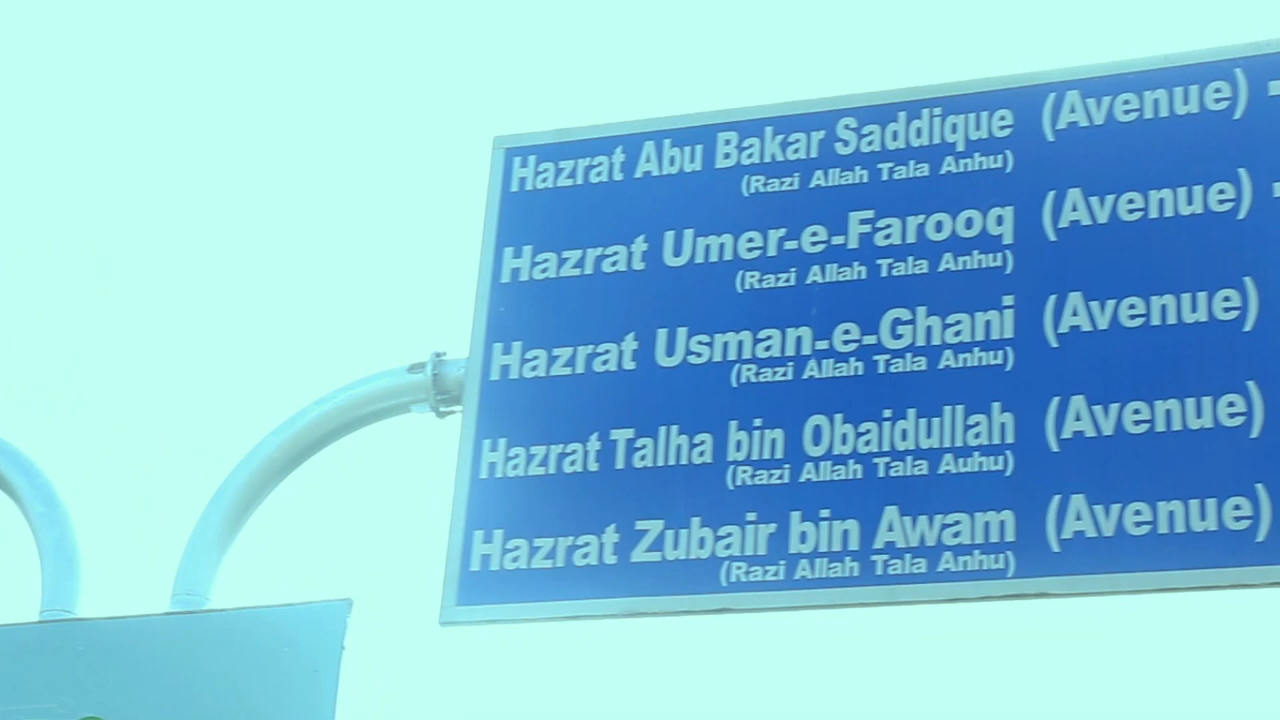 Hazrat Abu Bakar Saddique (Avenue)
(Razi Allah Tala Anhu)
Hazrat Umer-e-Farooq (Avenue)
(Razi Allah Tala Anhu)
Hazrat Usman-e-Ghani (Avenue)
(Razi Allah Tala Anhu)
Hazrat Talha bin Obaidullah (Avenue)
(Razi Allah Tala Auhu)
Hazrat Zubair bin Awam (Avenue)
(Razi Allah Tala Anhu)